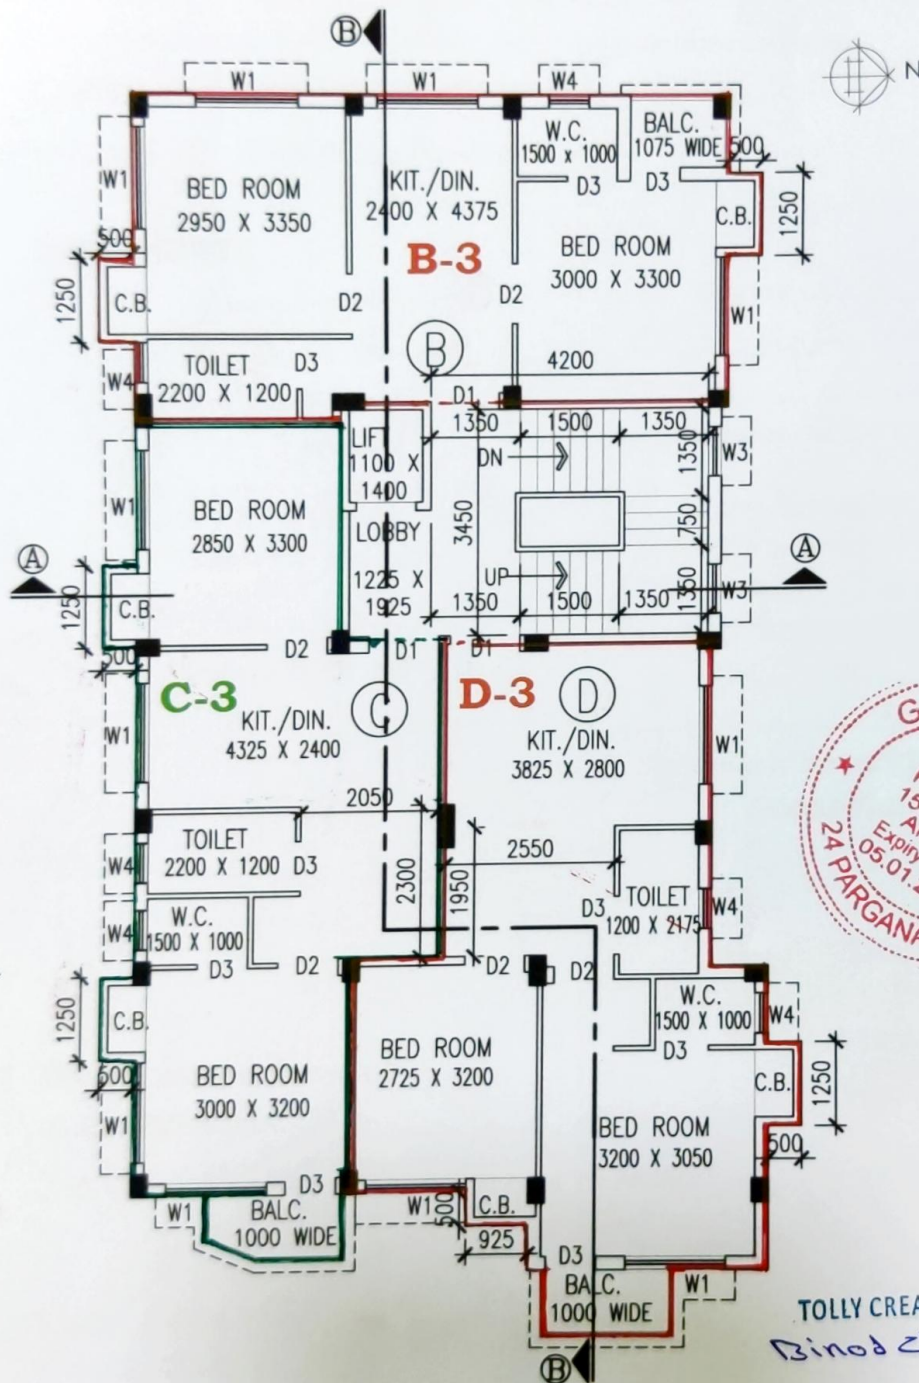 B
N
W1
W1
W4
W.C.
1500 x 1000
BALC.
1075 WIDE
500
W1
BED ROOM
2950 X 3350
KIT./DIN.
2400 X 4375
D3
D3
C.B.
1250
500
B-3
BED ROOM
3000 X 3300
1250
C.B.
D2
D2
W1
B
4200
TOILET
2200 X 1200
D3
W4
D1
1350
1500
1350
LIFT
1100 X
1400
DN
1350
W3
W1
BED ROOM
2850 X 3300
LOBBY
3450
750
A
A
1225 X
1925
UP
1250
C.B.
1350
1500
1350
1350
W3
D2
D1
D1
500
C-3
D-3
C
D
KIT./DIN.
4325 X 2400
KIT./DIN.
3825 X 2800
W1
W1
2050
TOILET
2200 X 1200
D3
2300
1950
2550
W4
TOILET
1200 X 2175
D3
W4
W4
W.C.
1500 X 1000
D3
D2
D2
D2
W.C.
1500 X 1000
W4
1250
C.B.
D3
BED ROOM
3000 X 3200
BED ROOM
2725 X 3200
C.B.
1250
500
W1
BED ROOM
3200 X 3050
500
D3
W1
BALC.
1000 WIDE
W1
500
C.B.
925
D3
BALC.
1000 WIDE
W1
B
24 PARGANA
05.01.
TOLLY CREA
Binod